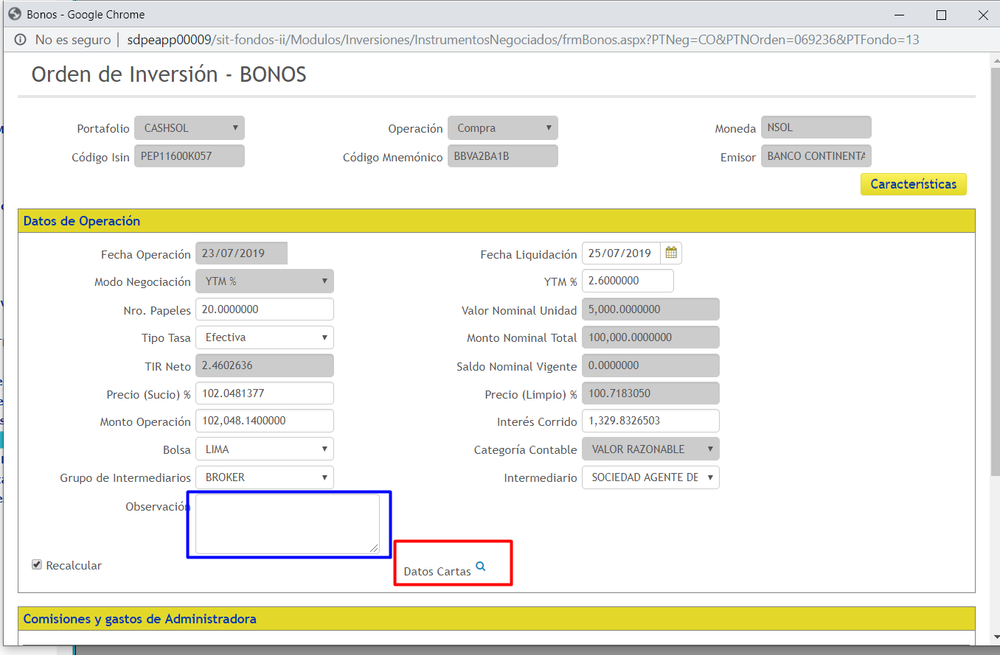 Bonos - Google Chrome
No es seguro | sdpeapp00009/sit-fondos-ii/Modulos/Inversiones/InstrumentosNegociados/frmBonos.aspx?PTNeg=CO&PTNOrden=069236&PTFondo=13
Orden de Inversión - BONOS
Portafolio CASHSOL Operación Compra Moneda NSOL
Código Isin PEP11600K057 Código Mnemónico BBVA2BA1B Emisor BANCO CONTINENTA
Características
Datos de Operación
Fecha Operación 23/07/2019 Fecha Liquidación 25/07/2019
Modo Negociación YTM % YTM % 2.6000000
Nro. Papeles 20.0000000 Valor Nominal Unidad 5,000.0000000
Tipo Tasa Efectiva Monto Nominal Total 100,000.0000000
TIR Neto 2.4602636 Saldo Nominal Vigente 0.0000000
Precio (Sucio) % 102.0481377 Precio (Limpio) % 100.7183050
Monto Operación 102,048.1400000 Interés Corrido 1,329.8326503
Bolsa LIMA Categoría Contable VALOR RAZONABLE
Grupo de Intermediarios BROKER Intermediario SOCIEDAD AGENTE DE
Observación
Recalcular Datos Cartas
Comisiones y gastos de Administradora